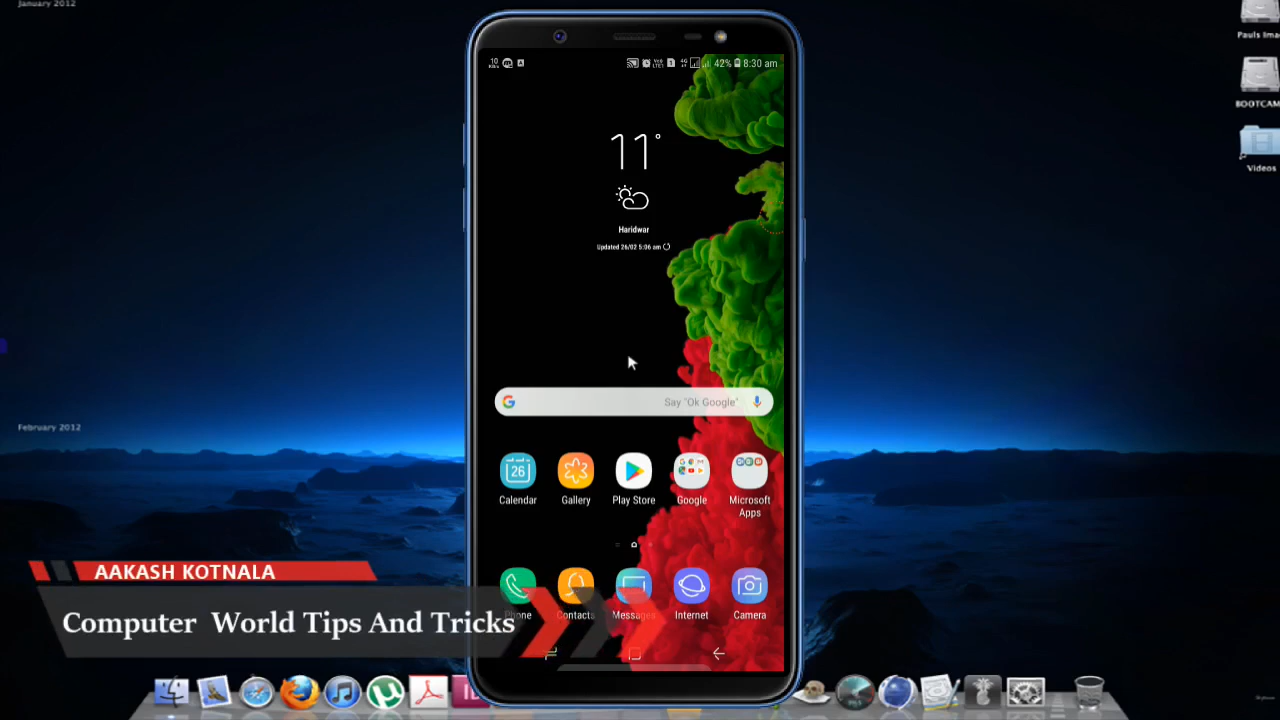 January 2012
Pauls Ima
BOOTCAM
Videos
42% 8:30 am
11°
Haridwar
Updated 26/02 5:06 am
Say "Ok Google"
26
Calendar
Gallery
Play Store
Google
Microsoft
Apps
February 2012
AAKASH KOTNALA
Computer World Tips And Tricks
Phone
Contacts
Messages
Internet
Camera